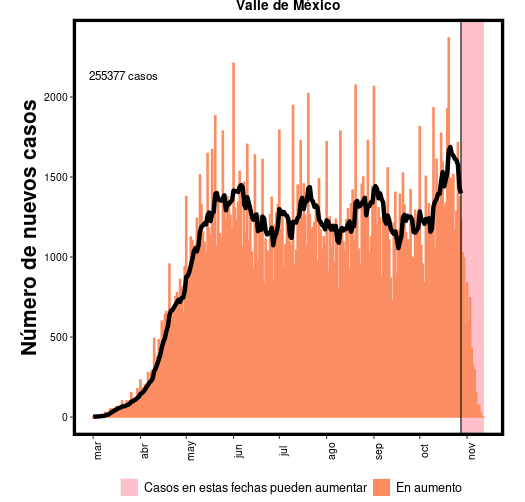 Valle de México
255377 casos
Número de nuevos casos
2000
1500
1000
500
0
mar abr may jun jul ago sep oct nov
Casos en estas fechas pueden aumentar En aumento